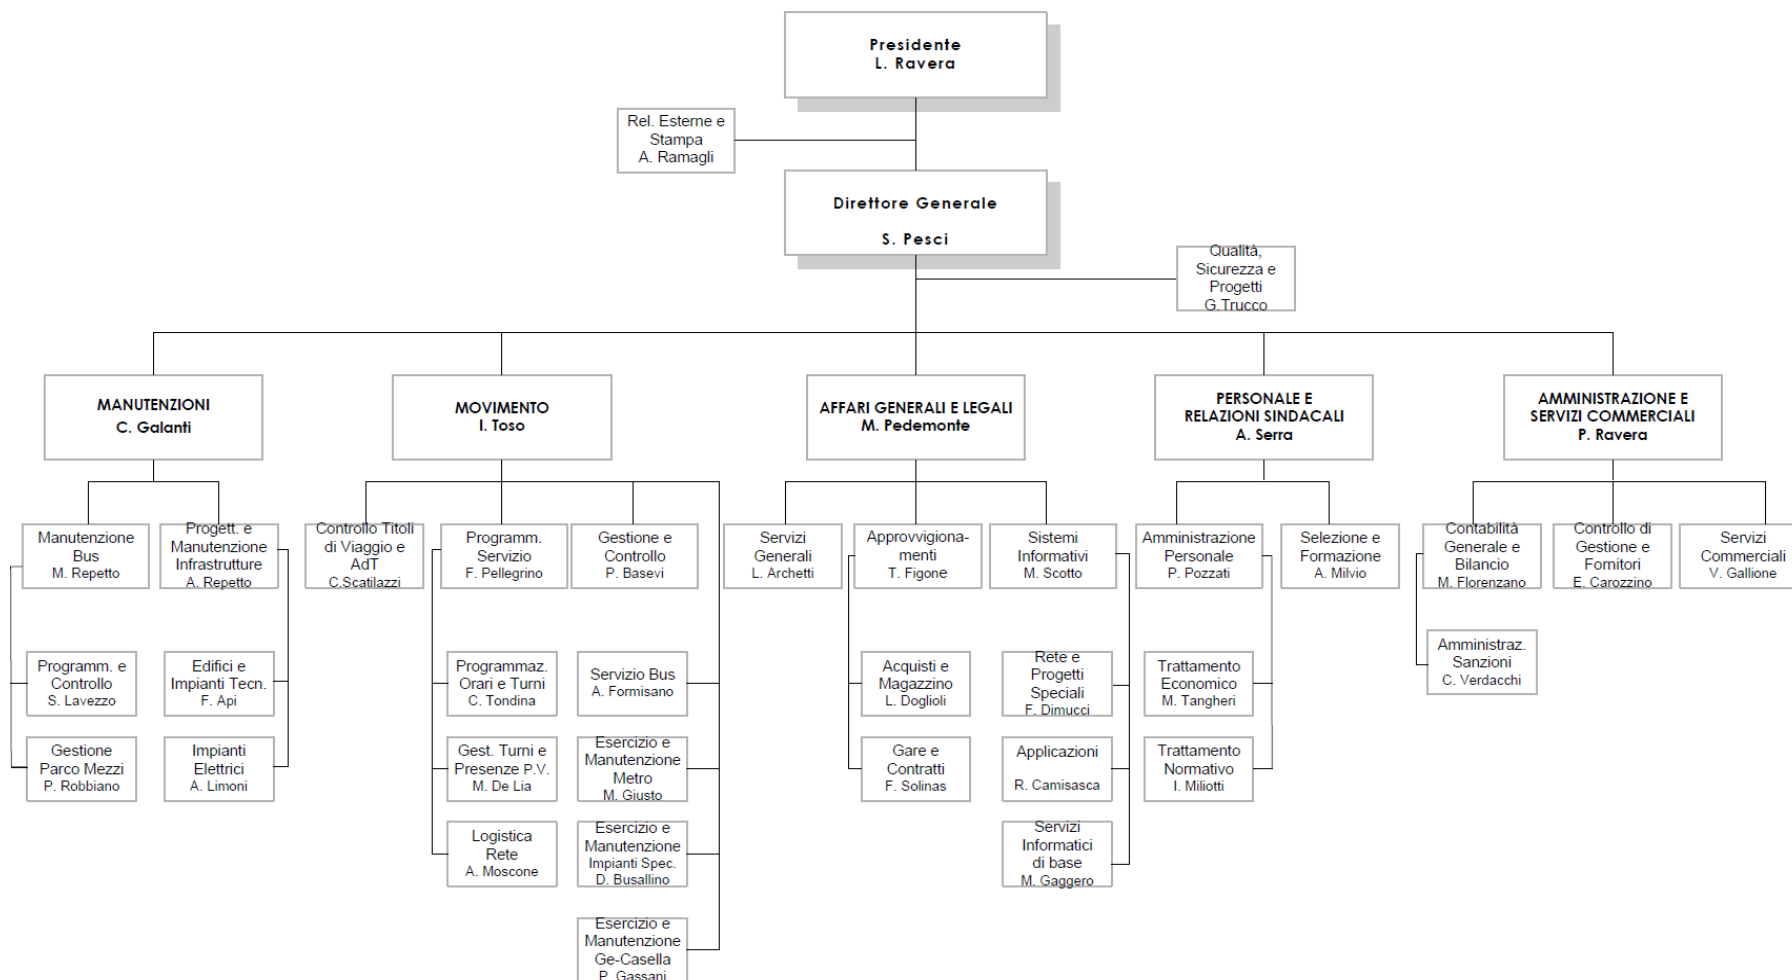 Presidente
L. Ravera
Rel. Esterne e
Stampa
A. Ramagli
Direttore Generale
S. Pesci
Qualità,
Sicurezza e
Progetti
G.Trucco
MANUTENZIONI
C. Galanti
MOVIMENTO
I. Toso
AFFARI GENERALI E LEGALI
M. Pedemonte
PERSONALE E
RELAZIONI SINDACALI
A. Serra
AMMINISTRAZIONE E
SERVIZI COMMERCIALI
P. Ravera
Manutenzione
Bus
M. Repetto
Progett. e
Manutenzione
Infrastrutture
A. Repetto
Controllo Titoli
di Viaggio e
AdT
C.Scatilazzi
Programm.
Servizio
F. Pellegrino
Gestione e
Controllo
P. Basevi
Servizi
Generali
L. Archetti
Approvvigiona-
menti
T. Figone
Sistemi
Informativi
M. Scotto
Amministrazione
Personale
P. Pozzati
Selezione e
Formazione
A. Milvio
Contabilità
Generale e
Bilancio
M. Florenzano
Controllo di
Gestione e
Fornitori
E. Carozzino
Servizi
Commerciali
V. Gallione
Programm. e
Controllo
S. Lavezzo
Edifici e
Impianti Tecn.
F. Api
Programmaz.
Orari e Turni
C. Tondina
Servizio Bus
A. Formisano
Acquisti e
Magazzino
L. Doglioli
Rete e
Progetti
Speciali
F. Dimucci
Trattamento
Economico
M. Tangheri
Amministraz.
Sanzioni
C. Verdacchi
Gestione
Parco Mezzi
P. Robbiano
Impianti
Elettrici
A. Limoni
Gest. Turni e
Presenze P.V.
M. De Lia
Esercizio e
Manutenzione
Metro
M. Giusto
Gare e
Contratti
F. Solinas
Applicazioni
R. Camisasca
Trattamento
Normativo
I. Miliotti
Logistica
Rete
A. Moscone
Esercizio e
Manutenzione
Impianti Spec.
D. Busallino
Servizi
Informatici
di base
M. Gaggero
Esercizio e
Manutenzione
Ge-Casella
P. Gassani